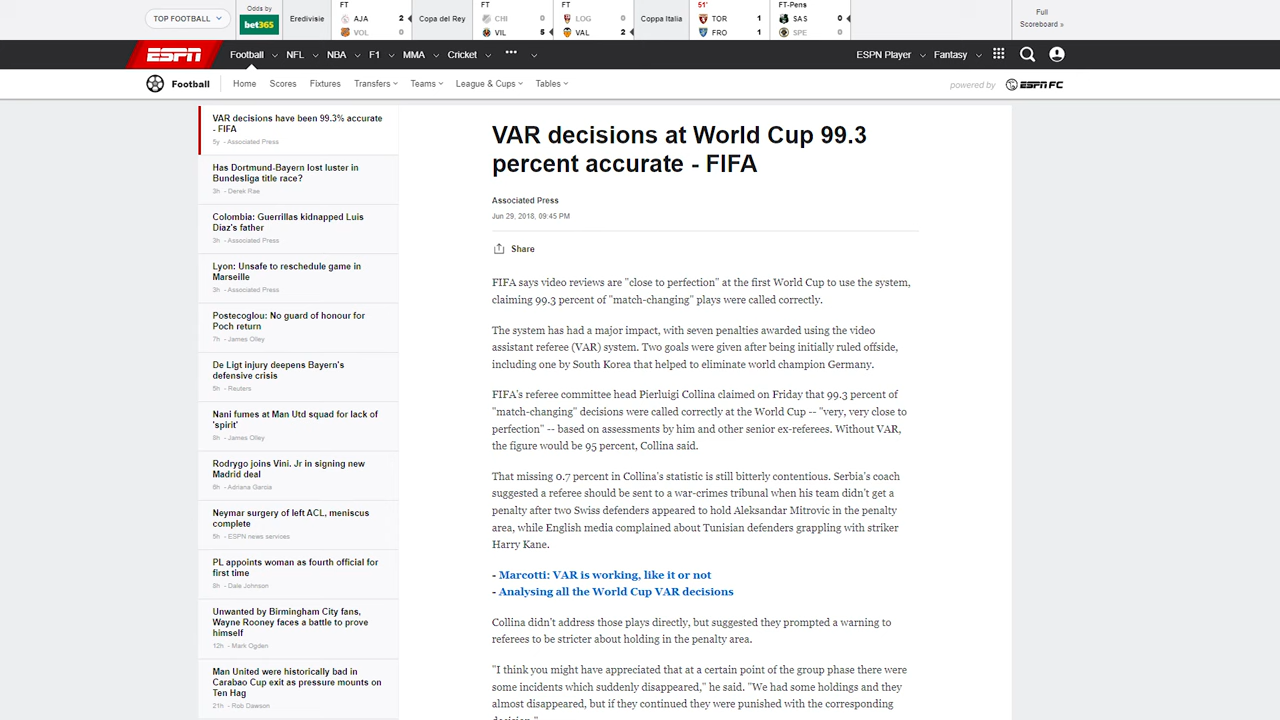 TOP FOOTBALL
Odds by
bet365
Eredivisie
FT
AJA 2
VOL 0
Copa del Rey
FT
CHI 0
VIL 5
FT
LOG 0
VAL 2
Coppa Italia
51'
TOR 1
FRO 1
FT-Pens
SAS 0
SPE 0
Full
Scoreboard »
ESPN
Football
NFL
NBA
F1
MMA
Cricket
•••
ESPN Player
Fantasy
Football
Home
Scores
Fixtures
Transfers
Teams
League & Cups
Tables
powered by
ESPN FC
VAR decisions have been 99.3% accurate
- FIFA
5y - Associated Press
Has Dortmund-Bayern lost luster in
Bundesliga title race?
3h - Derek Rae
Colombia: Guerrillas kidnapped Luis
Díaz's father
3h - Associated Press
Lyon: Unsafe to reschedule game in
Marseille
3h - Associated Press
Postecoglou: No guard of honour for
Poch return
7h - James Olley
De Ligt injury deepens Bayern's
defensive crisis
5h - Reuters
Nani fumes at Man Utd squad for lack of
'spirit'
8h - James Olley
Rodrygo joins Vini. Jr in signing new
Madrid deal
6h - Adriana Garcia
Neymar surgery of left ACL, meniscus
complete
5h - ESPN news services
PL appoints woman as fourth official for
first time
8h - Dale Johnson
Unwanted by Birmingham City fans,
Wayne Rooney faces a battle to prove
himself
12h - Mark Ogden
Man United were historically bad in
Carabao Cup exit as pressure mounts on
Ten Hag
21h - Rob Dawson
VAR decisions at World Cup 99.3
percent accurate - FIFA
Associated Press
Jun 29, 2018, 09:45 PM
Share
FIFA says video reviews are "close to perfection" at the first World Cup to use the system,
claiming 99.3 percent of "match-changing" plays were called correctly.
The system has had a major impact, with seven penalties awarded using the video
assistant referee (VAR) system. Two goals were given after being initially ruled offside,
including one by South Korea that helped to eliminate world champion Germany.
FIFA's referee committee head Pierluigi Collina claimed on Friday that 99.3 percent of
"match-changing" decisions were called correctly at the World Cup -- "very, very close to
perfection" -- based on assessments by him and other senior ex-referees. Without VAR,
the figure would be 95 percent, Collina said.
That missing 0.7 percent in Collina's statistic is still bitterly contentious. Serbia's coach
suggested a referee should be sent to a war-crimes tribunal when his team didn't get a
penalty after two Swiss defenders appeared to hold Aleksandar Mitrovic in the penalty
area, while English media complained about Tunisian defenders grappling with striker
Harry Kane.
- Marcotti: VAR is working, like it or not
- Analysing all the World Cup VAR decisions
Collina didn't address those plays directly, but suggested they prompted a warning to
referees to be stricter about holding in the penalty area.
"I think you might have appreciated that at a certain point of the group phase there were
some incidents which suddenly disappeared," he said. "We had some holdings and they
almost disappeared, but if they continued they were punished with the corresponding
decision."